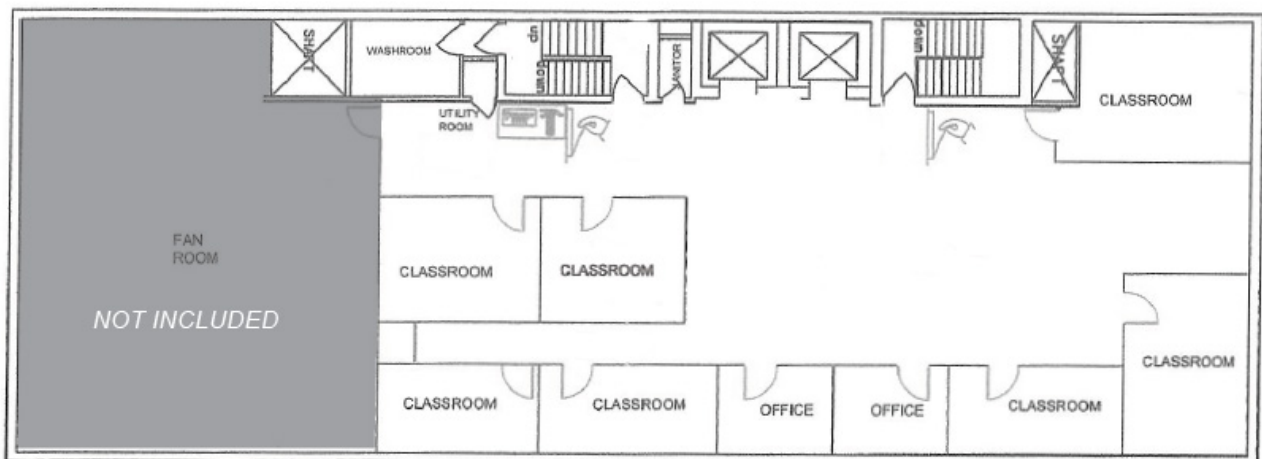 SHAFT
WASHROOM
up
down
ANITOR
down
SHAFT
CLASSROOM
UTILITY
ROOM
FAN
ROOM
CLASSROOM
CLASSROOM
NOT INCLUDED
CLASSROOM
CLASSROOM
CLASSROOM
OFFICE
OFFICE
CLASSROOM